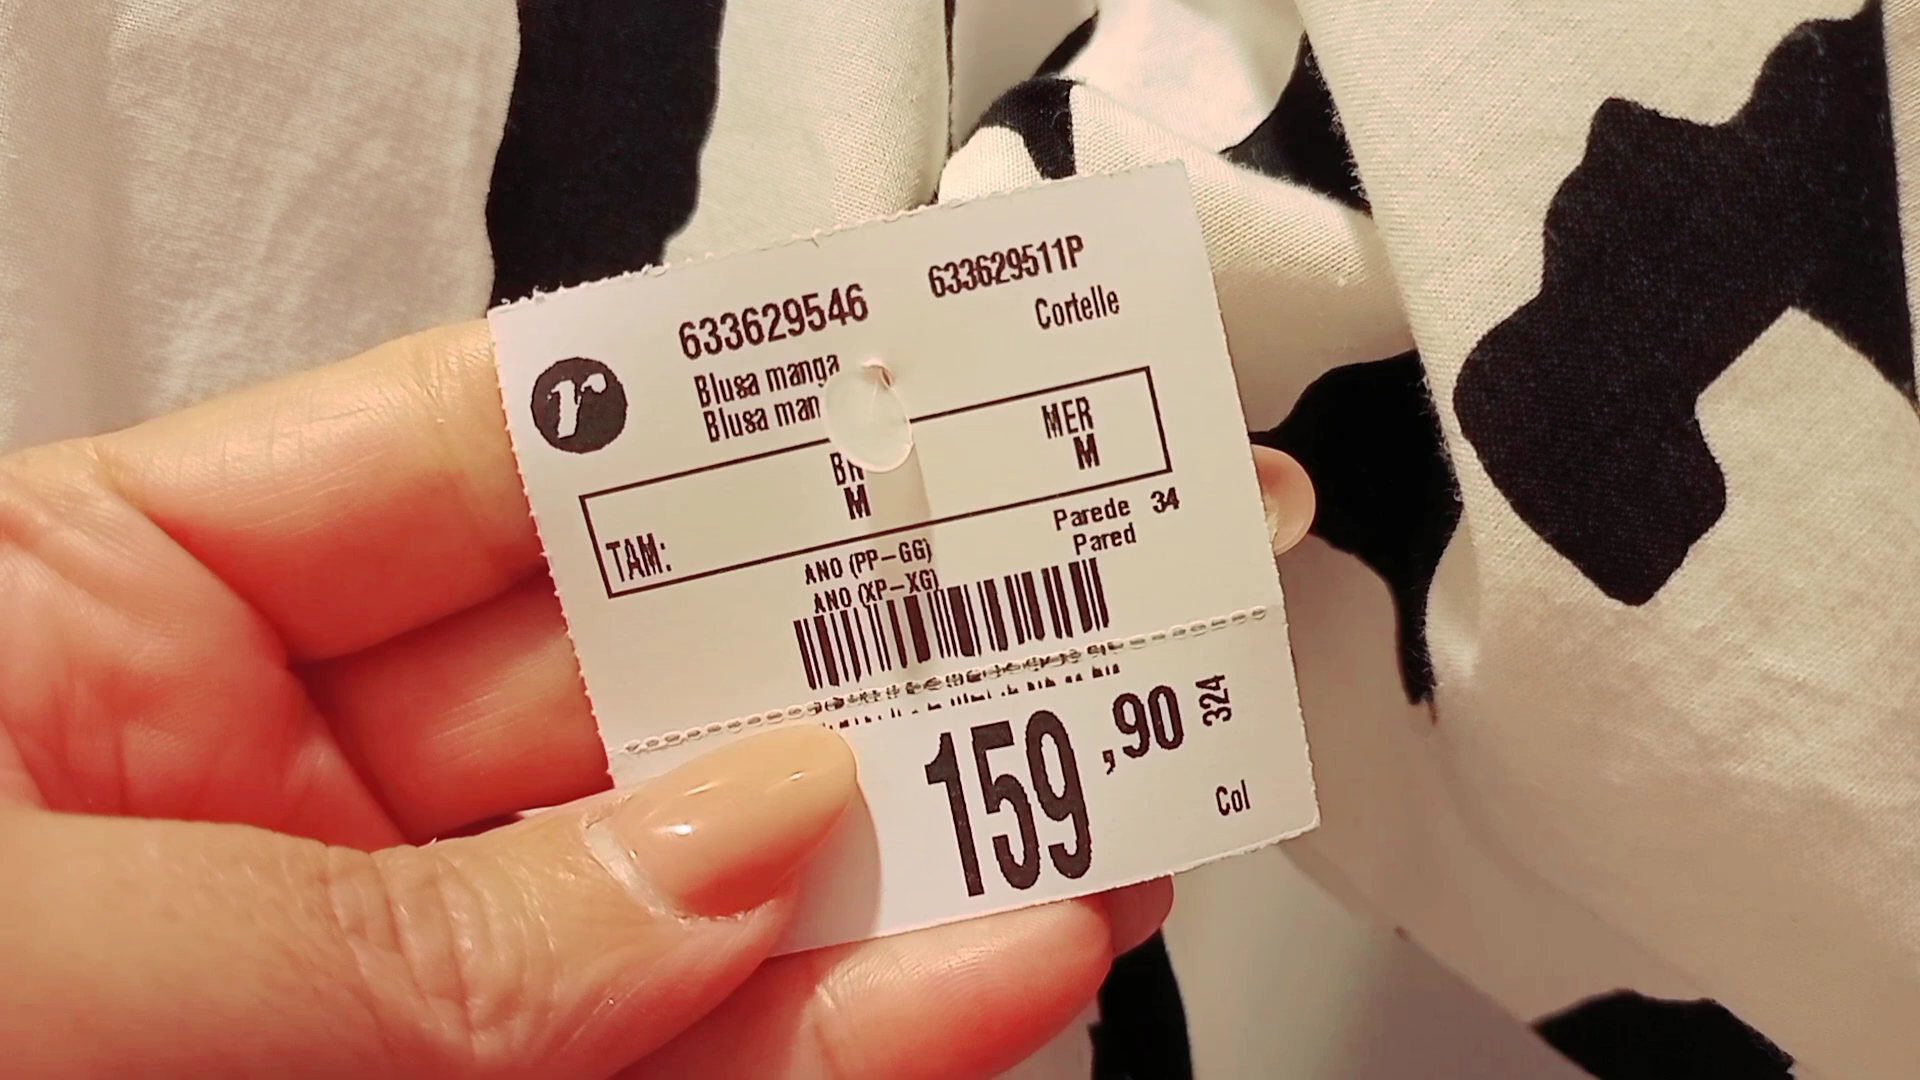 633629546 633629511P
Cortelle
r
Blusa manga
Blusa man
MER
M
M
TAM:
Parede 34
Pared
ANO (PP-GG)
ANO (XP-XG)
159,90
324
Col